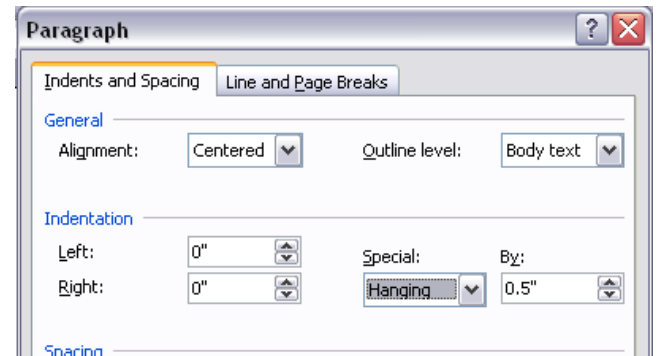 Paragraph
Indents and Spacing Line and Page Breaks
General
Alignment: Centered Outline level: Body text
Indentation
Left: 0" Special: By:
Right: 0" Hanging 0.5"
Spacing